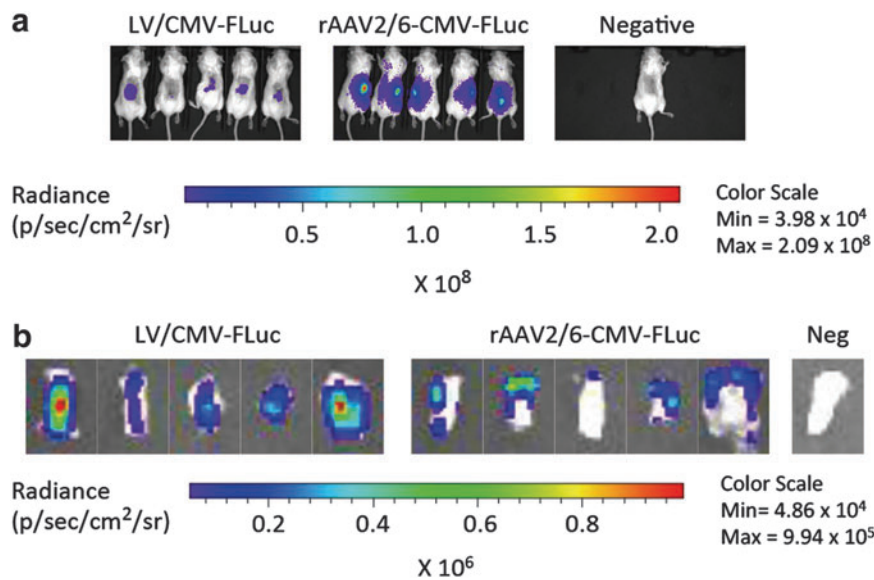 a
LV/CMV-FLuc rAAV2/6-CMV-FLuc Negative
Radiance
(p/sec/cm²/sr)
0.5 1.0 1.5 2.0
X 10⁸
Color Scale
Min = 3.98 x 10⁴
Max = 2.09 x 10⁸
b
LV/CMV-FLuc rAAV2/6-CMV-FLuc Neg
Radiance
(p/sec/cm²/sr)
0.2 0.4 0.6 0.8
X 10⁶
Color Scale
Min= 4.86 x 10⁴
Max = 9.94 x 10⁵